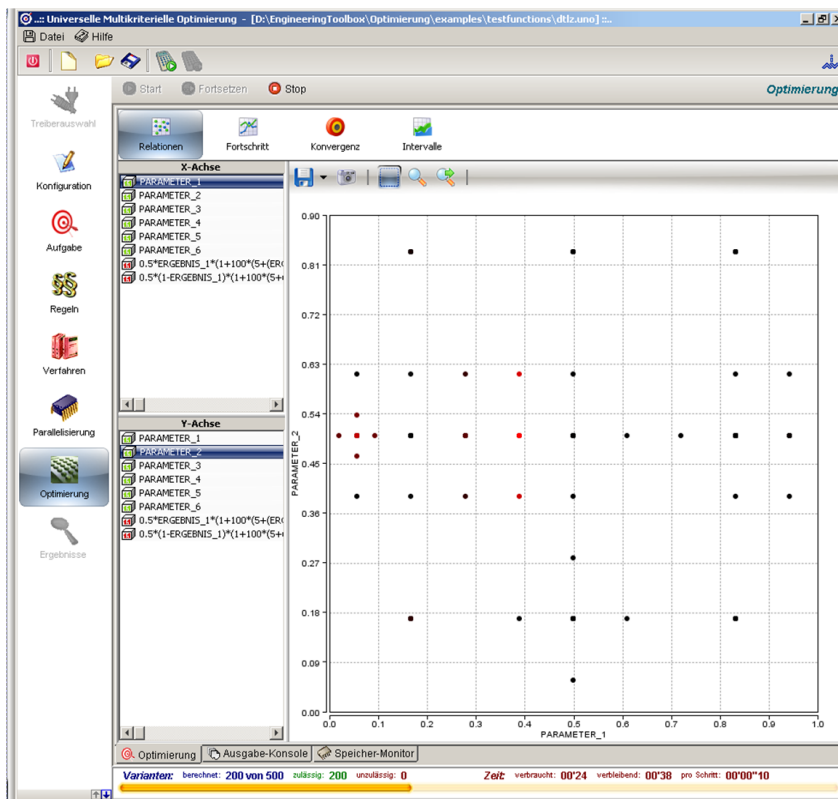 ..:: Universelle Multikriterielle Optimierung - [D:\EngineeringToolbox\Optimierung\examples\testfunctions\dtlz.uno] ::..
Datei Hilfe
Start Fortsetzen Stop Optimierung
Treiberauswahl
Konfiguration
Aufgabe
Regeln
Verfahren
Parallelisierung
Optimierung
Ergebnisse
Relationen Fortschritt Konvergenz Intervalle
X-Achse
PARAMETER_1
PARAMETER_2
PARAMETER_3
PARAMETER_4
PARAMETER_5
PARAMETER_6
0.5*ERGEBNIS_1*(1+100*(5+(ER
0.5*(1-ERGEBNIS_1)*(1+100*(5+
Y-Achse
PARAMETER_1
PARAMETER_2
PARAMETER_3
PARAMETER_4
PARAMETER_5
PARAMETER_6
0.5*ERGEBNIS_1*(1+100*(5+(ER
0.5*(1-ERGEBNIS_1)*(1+100*(5+
0.90
0.81
0.72
0.63
0.54
0.45
0.36
0.27
0.18
0.09
0.00
PARAMETER_2
0.0 0.1 0.2 0.3 0.4 0.5 0.6 0.7 0.8 0.9 1.0
PARAMETER_1
Optimierung Ausgabe-Konsole Speicher-Monitor
Varianten: berechnet: 200 von 500 zulässig: 200 unzulässig: 0 Zeit: verbraucht: 00'24 verbleibend: 00'38 pro Schritt: 00'00"10